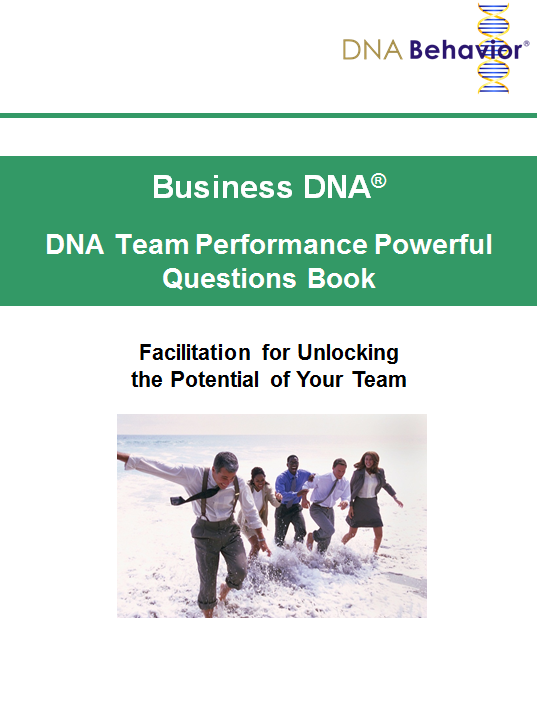 DNA Behavior®
Business DNA®
DNA Team Performance Powerful
Questions Book
Facilitation for Unlocking
the Potential of Your Team